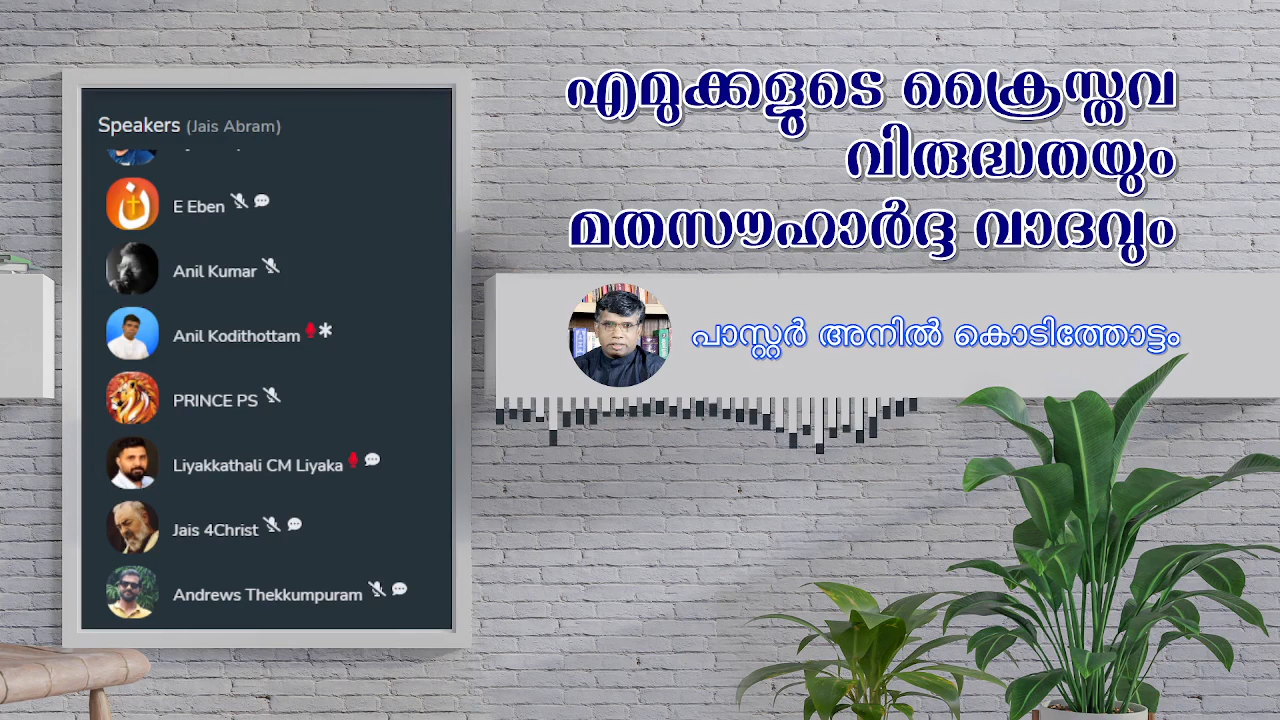 Speakers (Jais Abram)
E Eben
Anil Kumar
Anil Kodithottam
PRINCE PS
Liyakkathali CM Liyaka
Jais 4Christ
Andrews Thekkumpuram
എമുക്കളുടെ ക്രൈസ്തവ
വിരുദ്ധതയും
മതസൗഹാർദ്ദ വാദവും
പാസ്റ്റർ അനിൽ കൊടിത്തോട്ടം